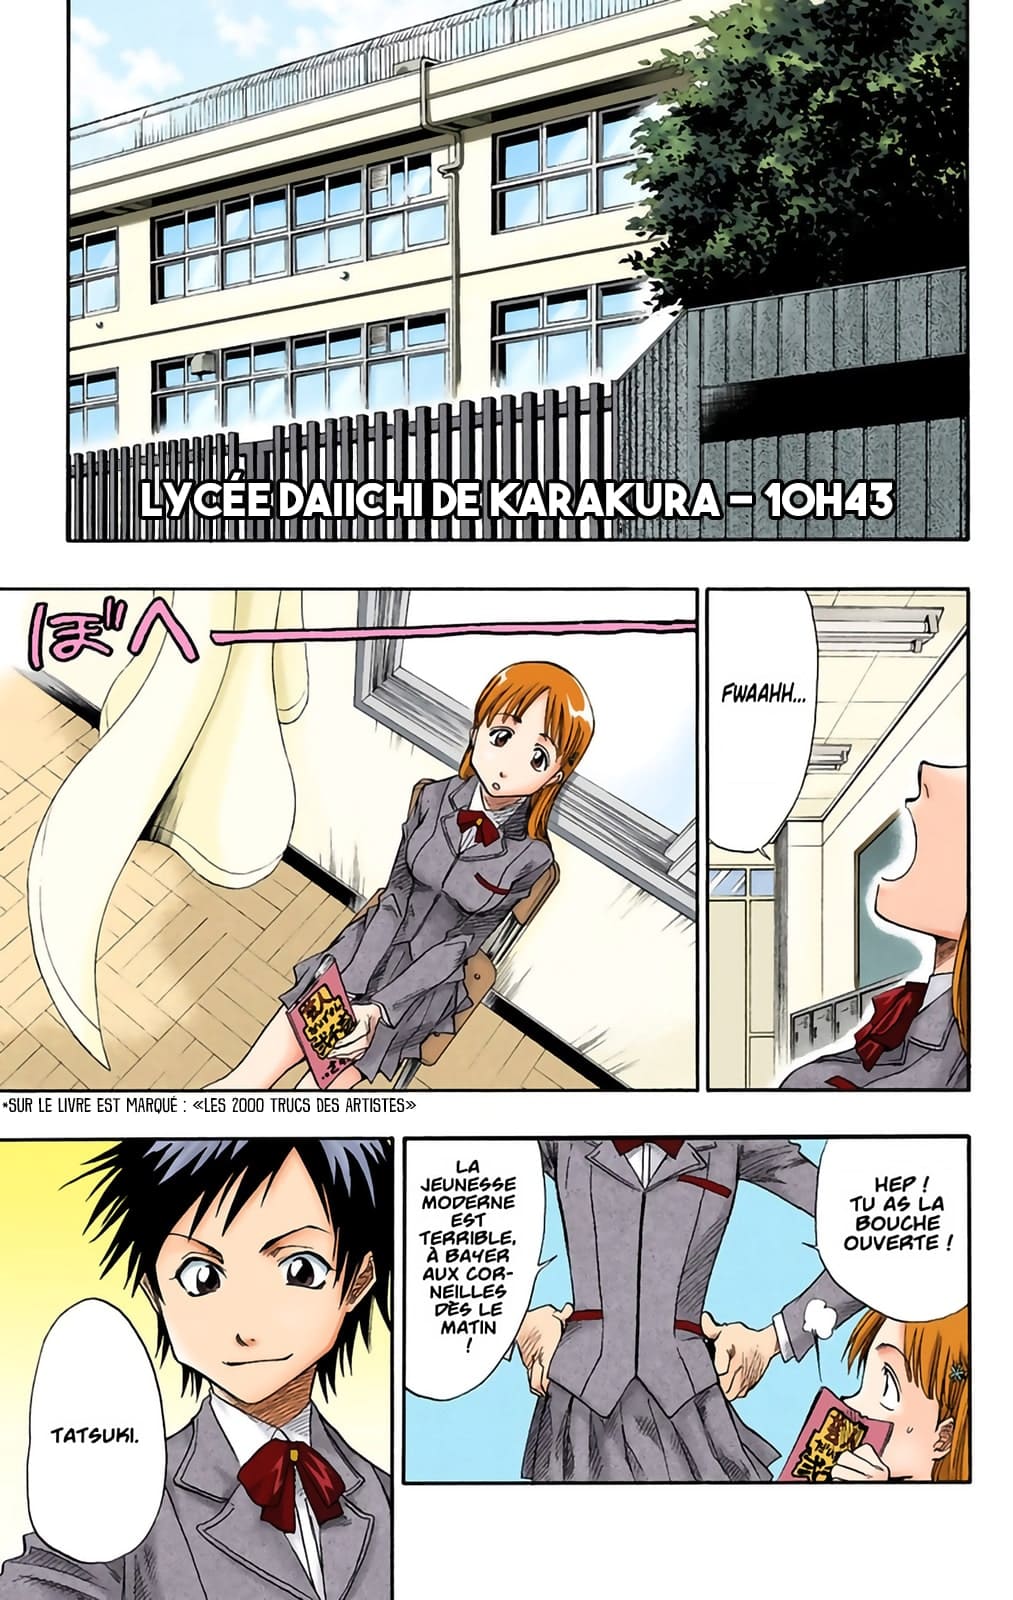 LYCÉE DAIICHI DE KARAKURA - 10H43
FWAAHH...
ぼへー
*SUR LE LIVRE EST MARQUÉ : «LES 2000 TRUCS DES ARTISTES»
HEP !
TU AS LA
BOUCHE
OUVERTE !
LA
JEUNESSE
MODERNE
EST
TERRIBLE,
À BAYER
AUX COR-
NEILLES
DÈS LE
MATIN
!
TATSUKI.